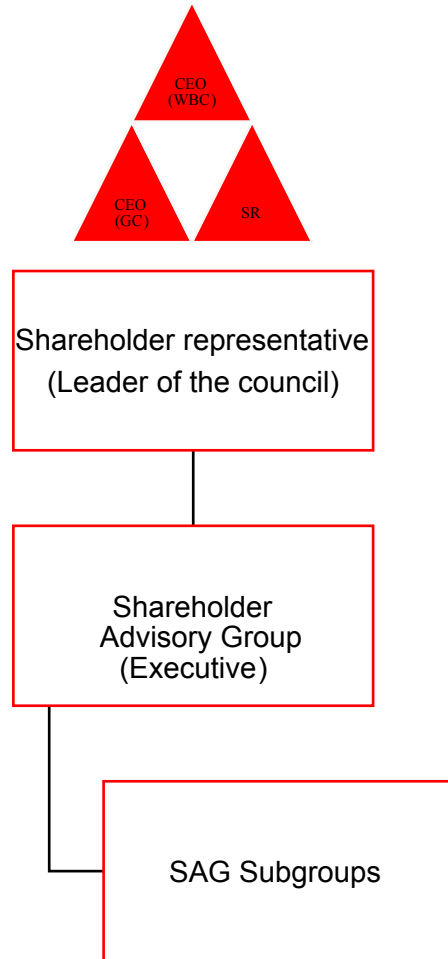 CEO
(WBC)
CEO
(GC)
SR
Shareholder representative
(Leader of the council)
Shareholder
Advisory Group
(Executive)
SAG Subgroups